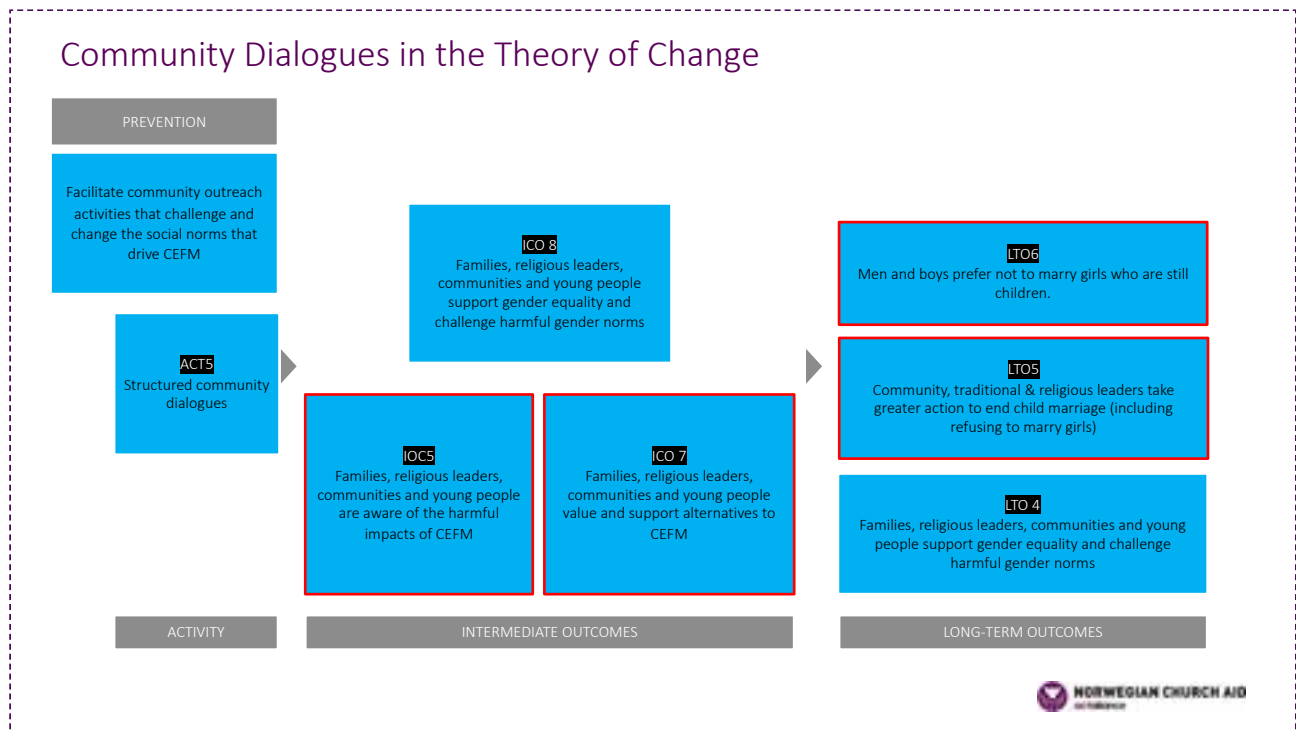 Community Dialogues in the Theory of Change
PREVENTION
Facilitate community outreach
activities that challenge and
change the social norms that
drive CEFM
ACT5
Structured community
dialogues
ICO 8
Families, religious leaders,
communities and young people
support gender equality and
challenge harmful gender norms
IOC5
Families, religious leaders,
communities and young people
are aware of the harmful
impacts of CEFM
ICO 7
Families, religious leaders,
communities and young people
value and support alternatives to
CEFM
LTO6
Men and boys prefer not to marry girls who are still
children.
LTO5
Community, traditional & religious leaders take
greater action to end child marriage (including
refusing to marry girls)
LTO 4
Families, religious leaders, communities and young
people support gender equality and challenge
harmful gender norms
ACTIVITY
INTERMEDIATE OUTCOMES
LONG-TERM OUTCOMES
NORWEGIAN CHURCH AID
actalliance